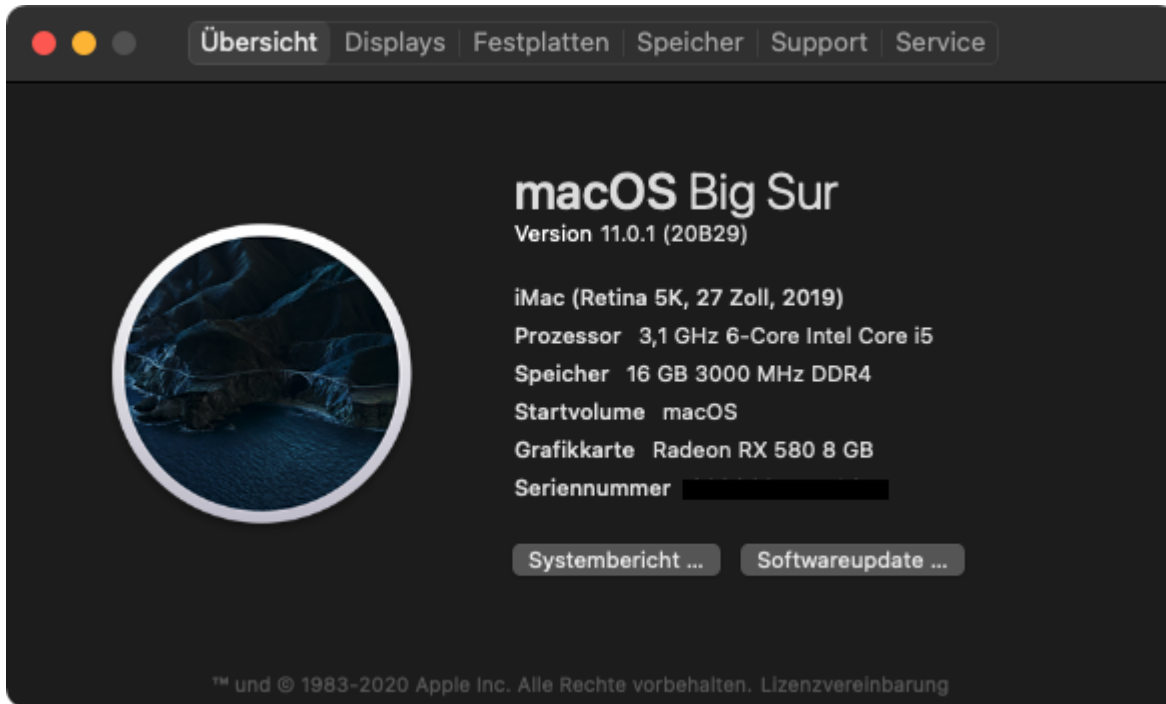 Übersicht Displays Festplatten Speicher Support Service
macOS Big Sur
Version 11.0.1 (20B29)
iMac (Retina 5K, 27 Zoll, 2019)
Prozessor 3,1 GHz 6-Core Intel Core i5
Speicher 16 GB 3000 MHz DDR4
Startvolume macOS
Grafikkarte Radeon RX 580 8 GB
Seriennummer
Systembericht ... Softwareupdate ...
™ und © 1983-2020 Apple Inc. Alle Rechte vorbehalten. Lizenzvereinbarung